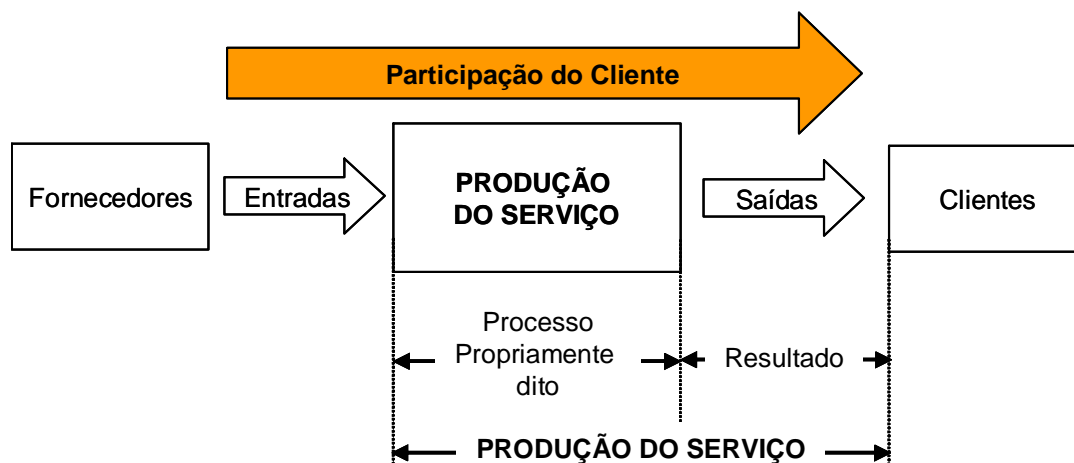 Participação do Cliente
Fornecedores
Entradas
PRODUÇÃO
DO SERVIÇO
Saídas
Clientes
Processo
Propriamente
dito
Resultado
PRODUÇÃO DO SERVIÇO